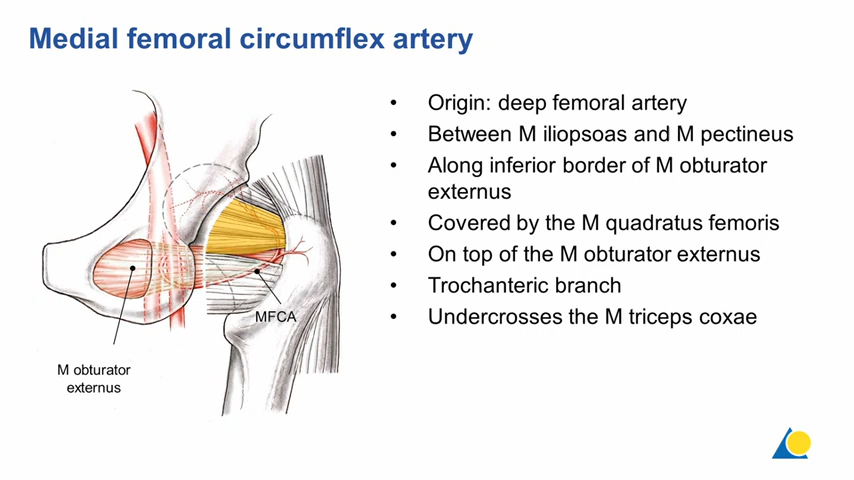 Medial femoral circumflex artery
• Origin: deep femoral artery
• Between M iliopsoas and M pectineus
• Along inferior border of M obturator
externus
• Covered by the M quadratus femoris
• On top of the M obturator externus
• Trochanteric branch
• Undercrosses the M triceps coxae
MFCA
M obturator
externus